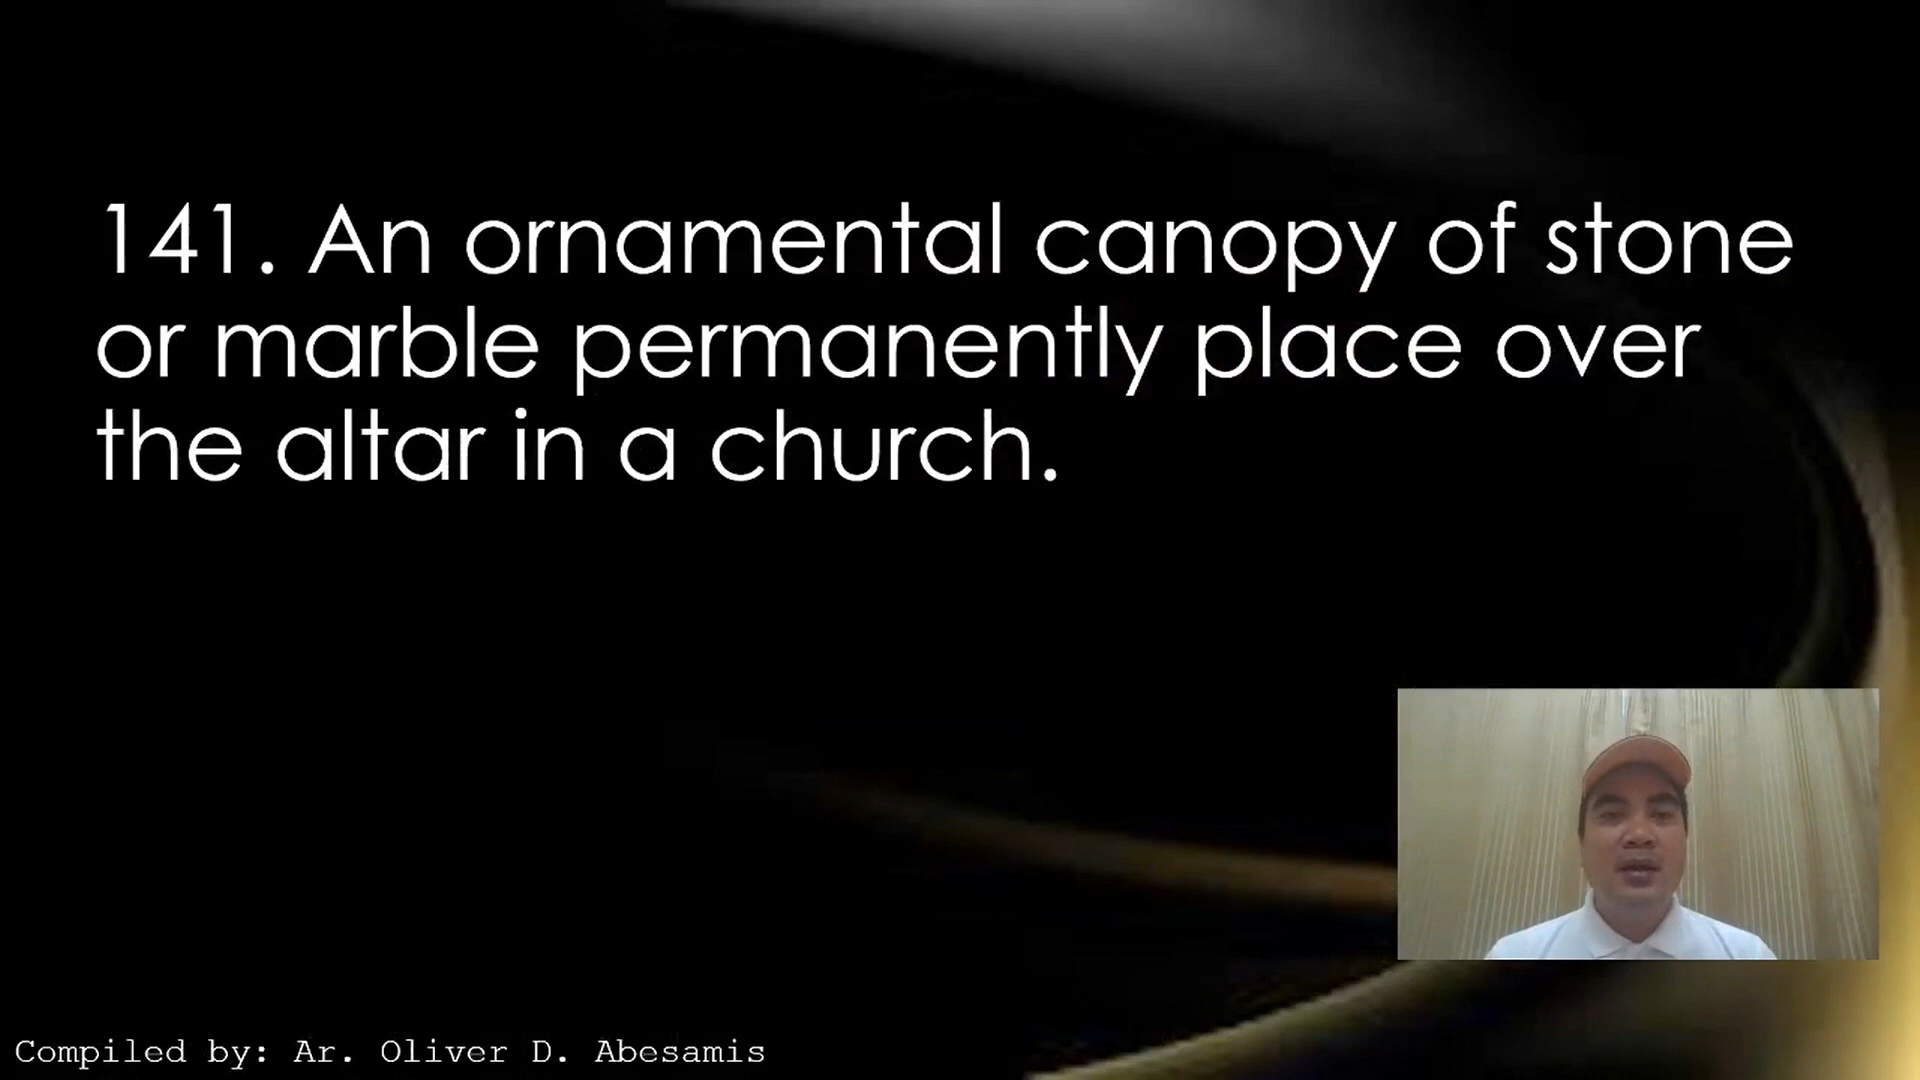 141. An ornamental canopy of stone
or marble permanently place over
the altar in a church.
Compiled by: Ar. Oliver D. Abesamis